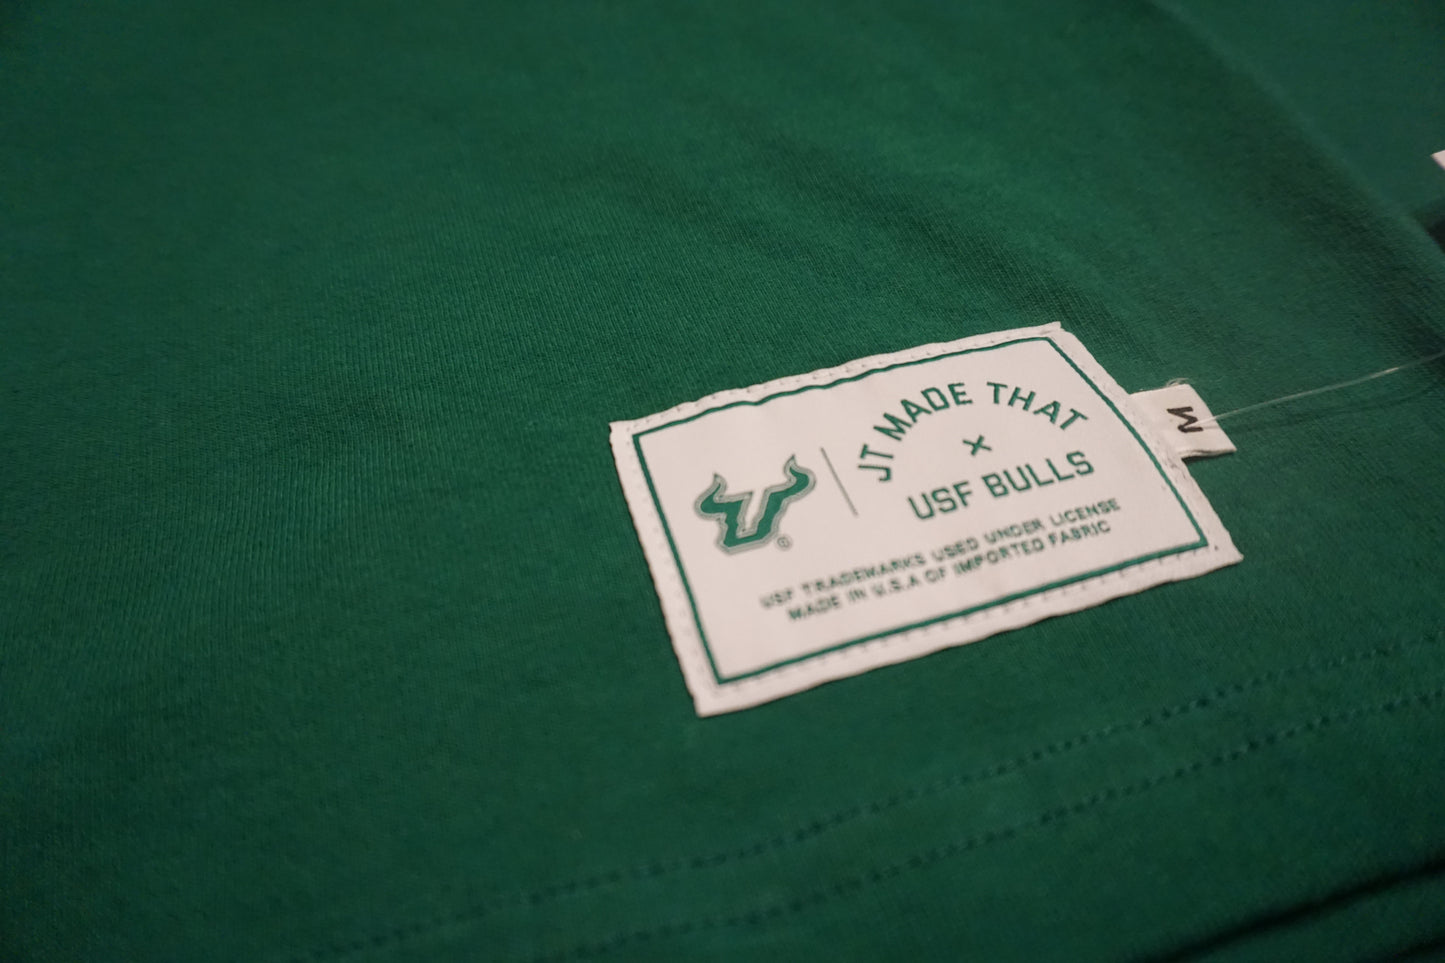 JT MADE THAT
×
USF BULLS
USF TRADEMARKS USED UNDER LICENSE
MADE IN U.S.A OF IMPORTED FABRIC
M